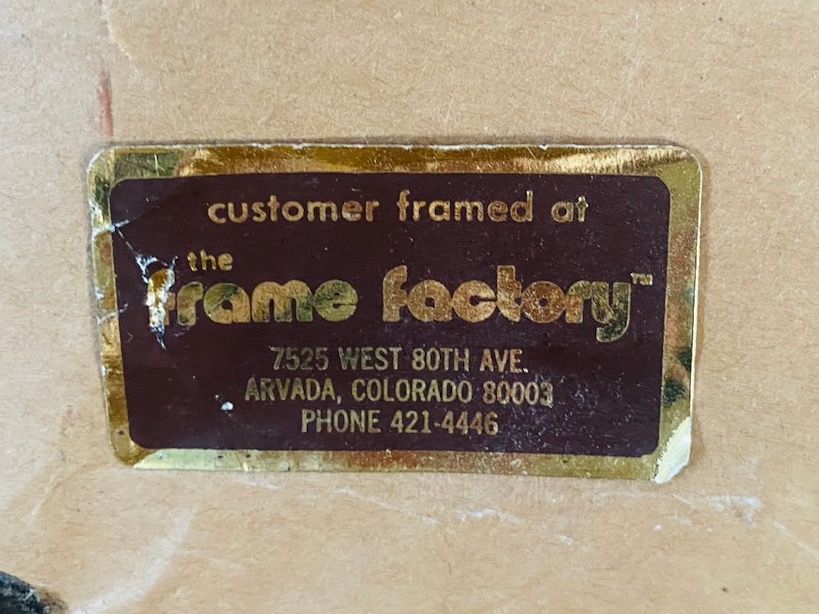 customer framed at
the
frame factory™
7525 WEST 80TH AVE.
ARVADA, COLORADO 80003
PHONE 421-4446